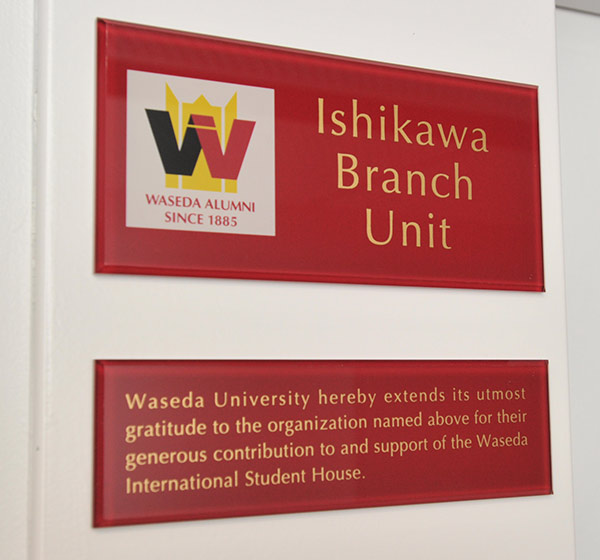 Ishikawa
Branch
Unit
WASEDA ALUMNI
SINCE 1885
Waseda University hereby extends its utmost
gratitude to the organization named above for their
generous contribution to and support of the Waseda
International Student House.